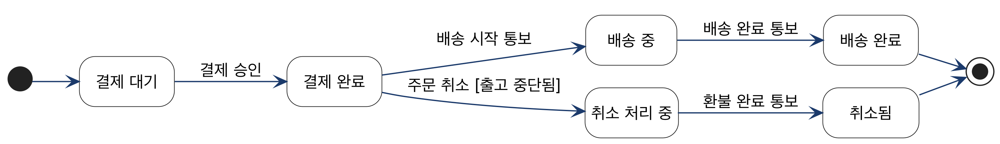 결제 대기
결제 승인
결제 완료
배송 시작 통보
배송 중
배송 완료 통보
배송 완료
주문 취소 [출고 중단됨]
취소 처리 중
환불 완료 통보
취소됨